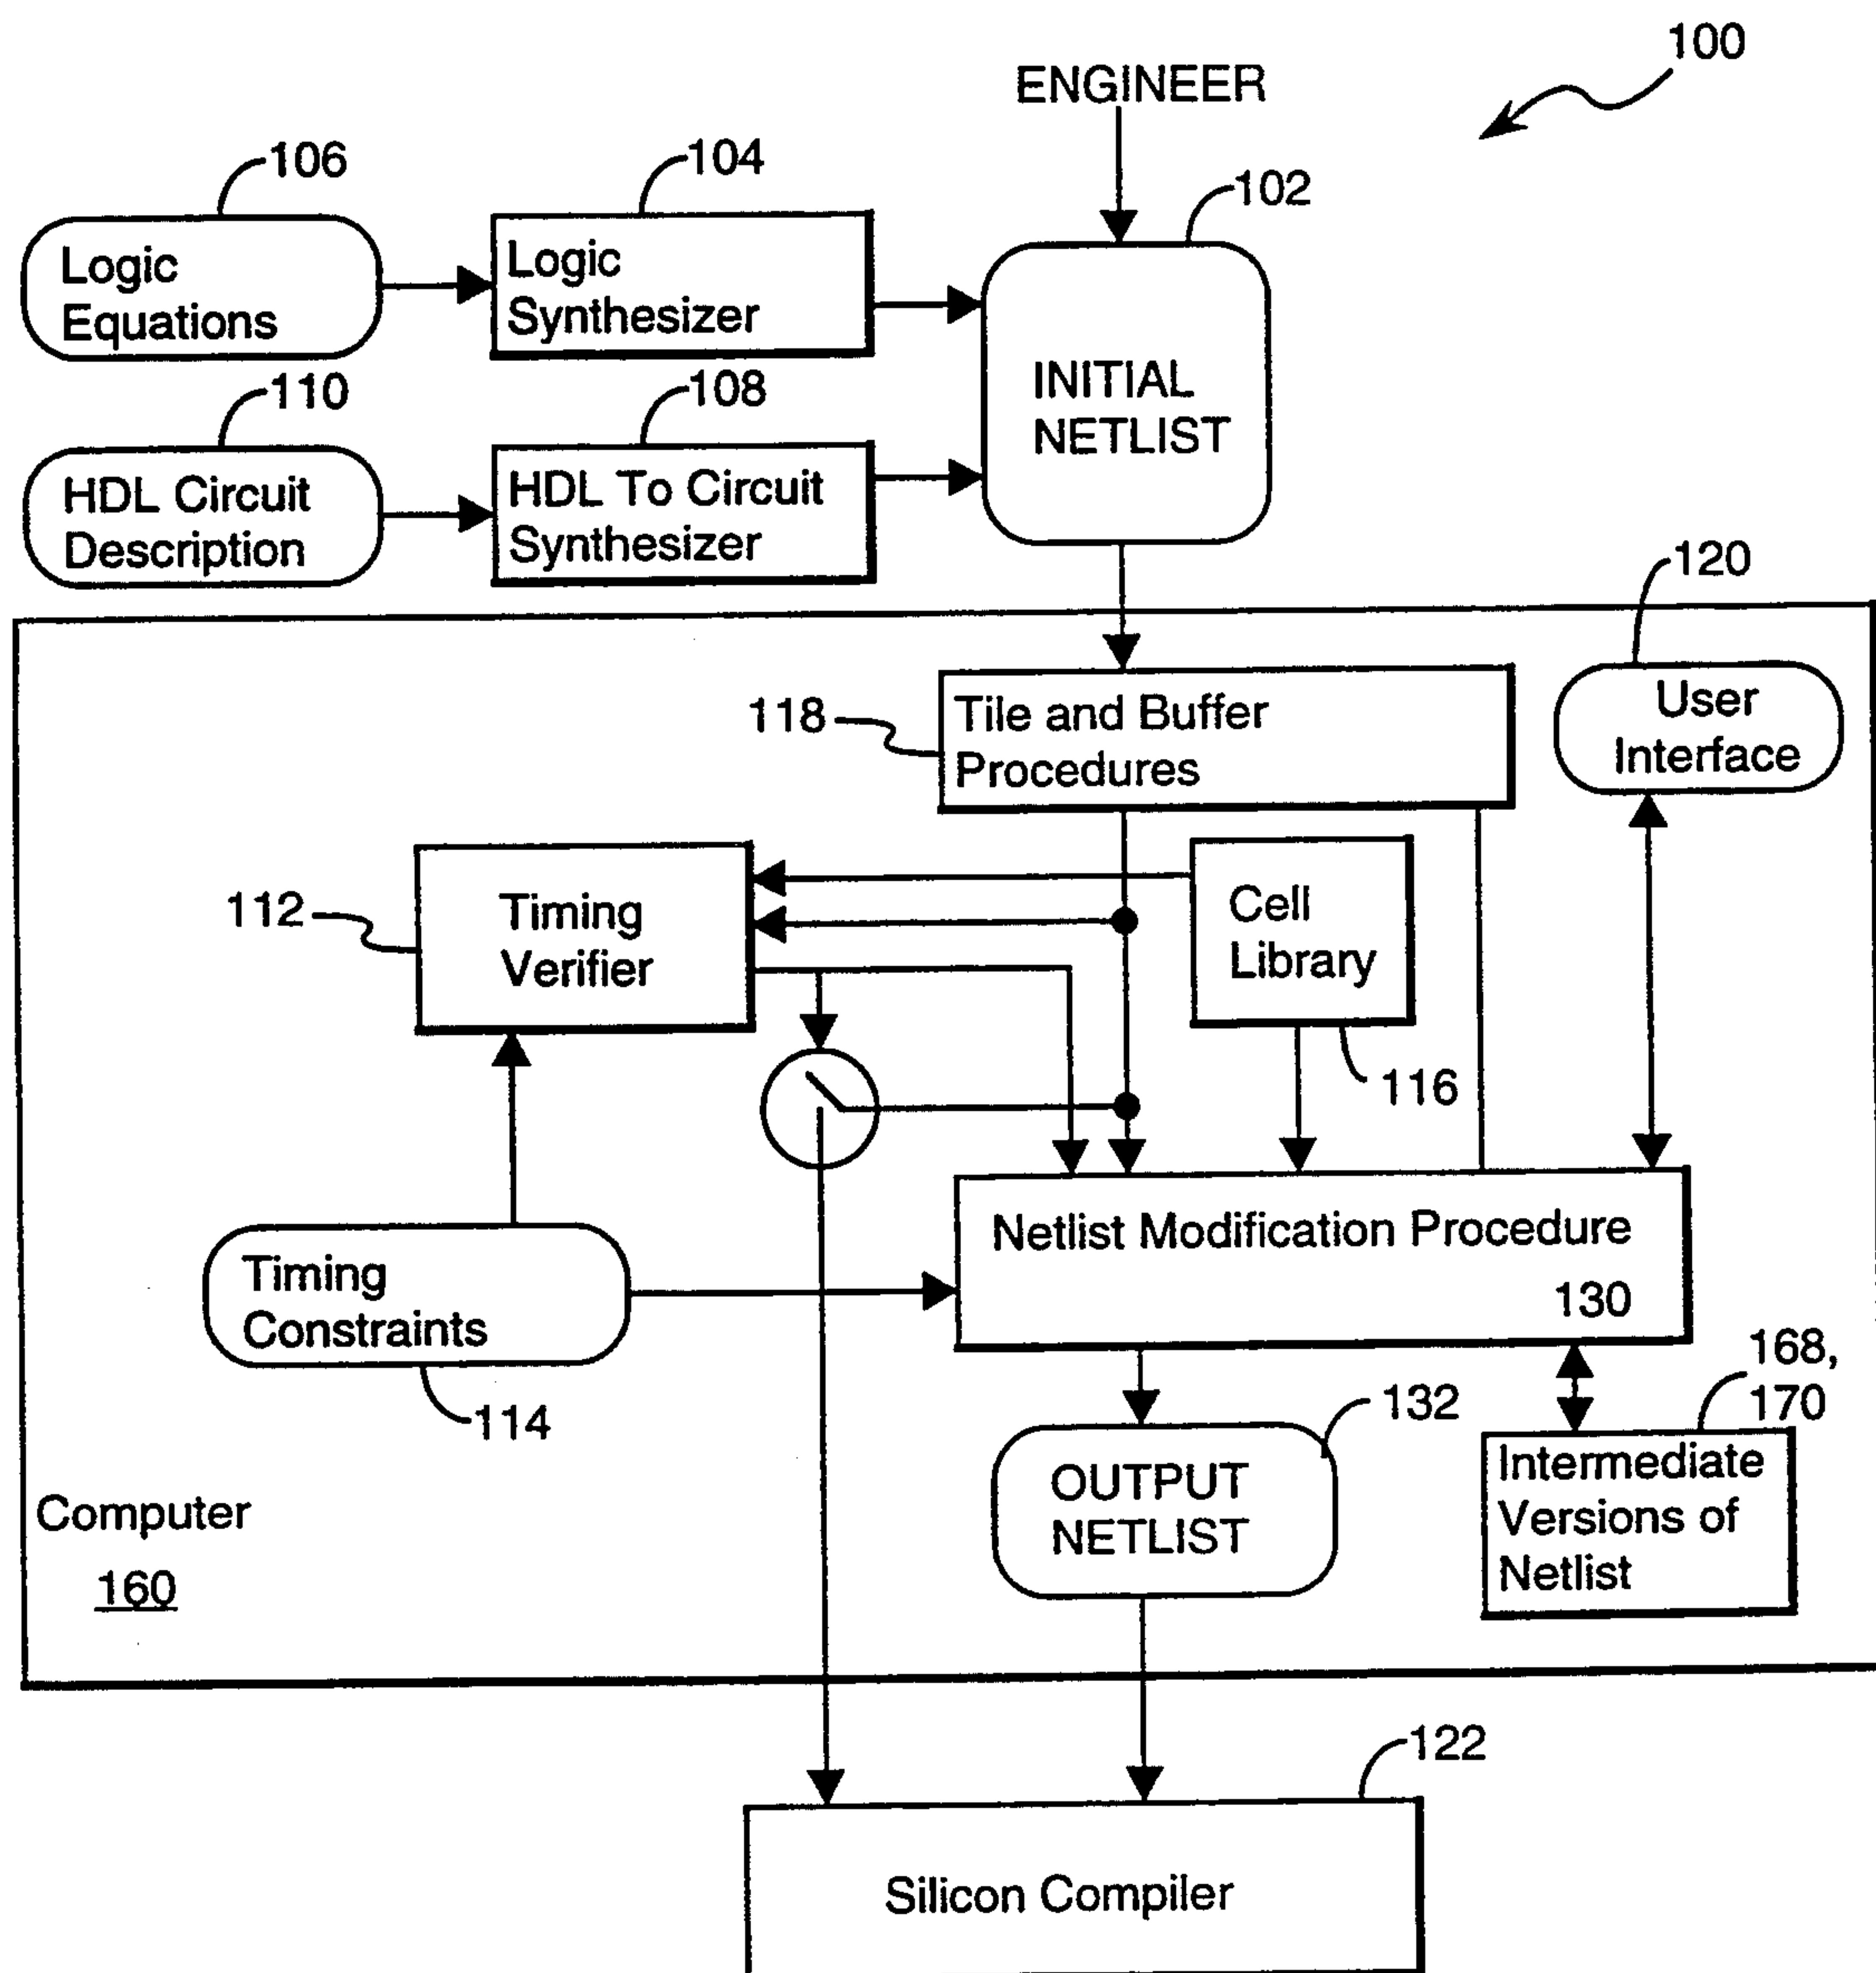 100
ENGINEER
106
104
102
Logic
Equations
Logic
Synthesizer
INITIAL
NETLIST
110
108
HDL Circuit
Description
HDL To Circuit
Synthesizer
120
118
Tile and Buffer
Procedures
User
Interface
112
Timing
Verifier
Cell
Library
116
Netlist Modification Procedure
130
Timing
Constraints
114
168,
170
132
OUTPUT
NETLIST
Intermediate
Versions of
Netlist
Computer
160
122
Silicon Compiler